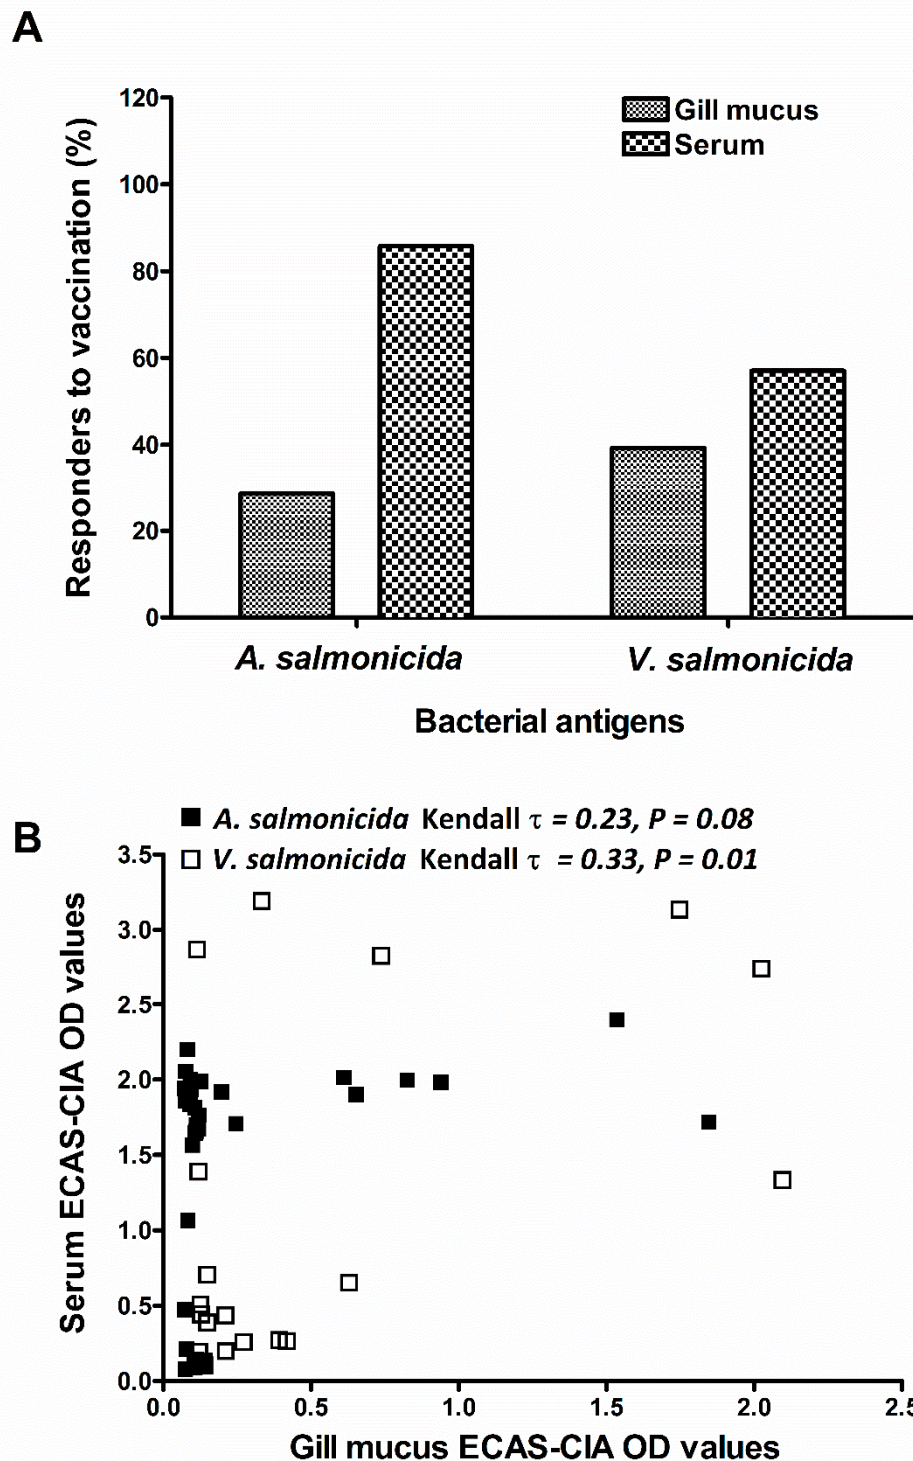 A
Responders to vaccination (%)
120
100
80
60
40
20
0
Gill mucus
Serum
A. salmonicida
V. salmonicida
Bacterial antigens
B
A. salmonicida Kendall τ = 0.23, P = 0.08
V. salmonicida Kendall τ = 0.33, P = 0.01
Serum ECAS-CIA OD values
3.5
3.0
2.5
2.0
1.5
1.0
0.5
0.0
0.0 0.5 1.0 1.5 2.0 2.5
Gill mucus ECAS-CIA OD values